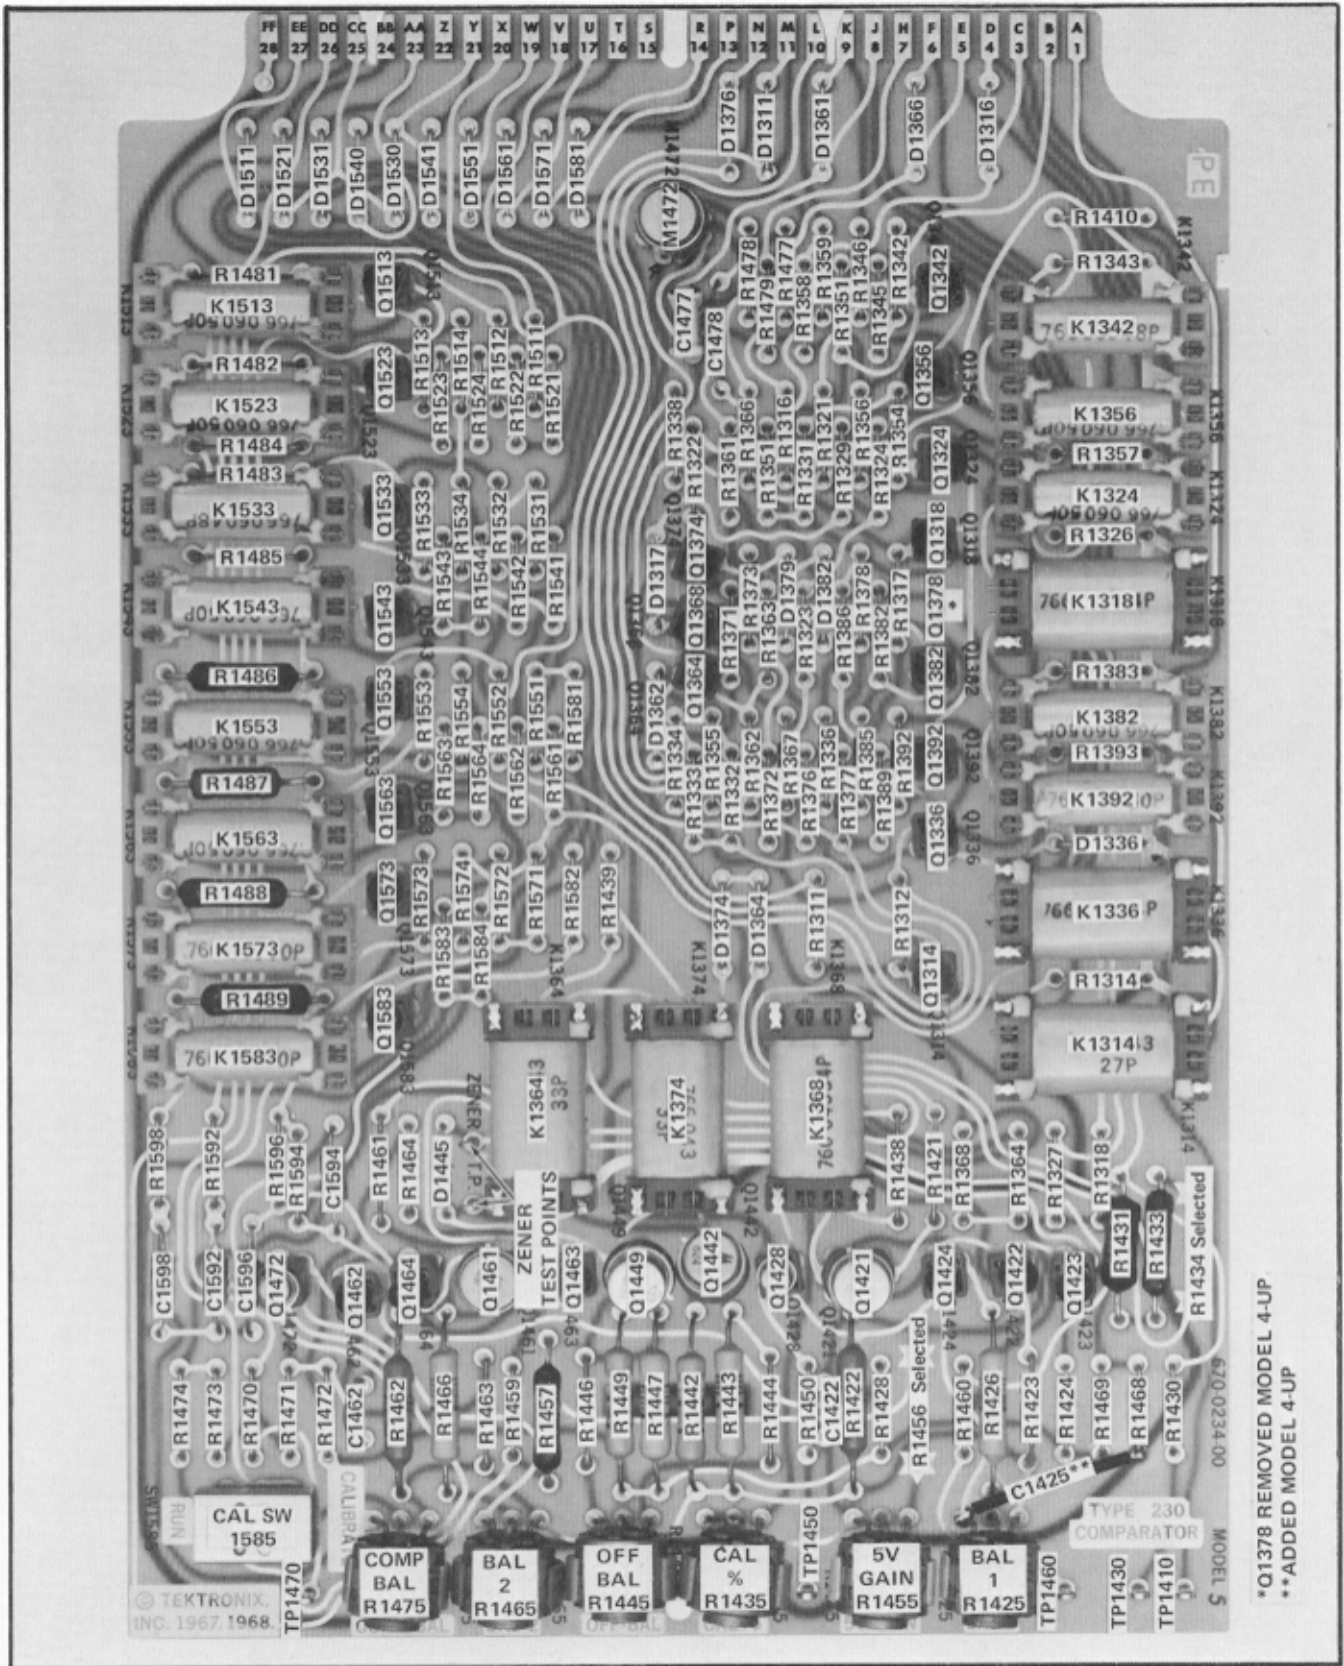 FF EE DD CC BB AA Z Y X W V U T S R P N M L K J H F E D C B A
28 27 26 25 24 23 22 21 20 19 18 17 16 15 14 13 12 11 10 9 8 7 6 5 4 3 2 1
D1511 D1521 D1531 D1540 D1530 D1541 D1551 D1561 D1571 D1581
D1376 D1311 D1361 D1366 D1316
M1472
M1472
PE
R1410
R1343
K1342
R1481
K1513
Q1513
R1482
K1523
Q1523
R1484
R1483
K1533
Q1533
R1485
K1543
Q1543
R1486
K1553
Q1553
R1487
K1563
Q1563
R1488
K1573
Q1573
R1489
K1583
Q1583
R1513 R1514 R1512 R1511
R1523 R1524 R1522 R1521
R1533 R1534 R1532 R1531
R1543 R1544 R1542 R1541
R1553 R1554 R1552 R1551 R1581
R1563 R1564 R1562 R1561
R1573 R1574 R1572 R1571 R1582 R1439
R1583 R1584
C1477 C1478
R1478 R1477 R1359 R1346 R1342
R1479 R1358 R1351 R1345
Q1342
Q1356
R1338 R1366 R1316 R1321 R1356 R1354
R1322 R1361 R1351 R1331 R1329 R1324
Q1324
Q1318
D1317 Q1374 Q1368 Q1364
R1373 D1379 D1382 R1378 R1317
R1371 R1363 R1323 R1386 R1382
Q1378
*
Q1382
D1362 R1334 R1355 R1362 R1367 R1336 R1385 R1392
R1333 R1332 R1372 R1376 R1377 R1389
Q1392
Q1336
D1374 D1364 R1311 R1312
Q1314
K1342
K1356
R1357
K1324
R1326
K1318
R1383
K1382
R1393
K1392
D1336
K1336
R1314
K1314
27P
K1364 K1374 K1368
K1364
33P
K1374
K1368
R1598 R1592 R1596 R1594 C1594 R1461 R1464 D1445
ZENER T.P.
ZENER
TEST POINTS
R1438 R1421 R1368 R1364 R1327 R1318
R1431 R1433
R1434 Selected
K1314
C1598 C1592 C1596 Q1472 Q1462 Q1464 Q1461 Q1463 Q1449 Q1442 Q1428 Q1421 Q1424 Q1422 Q1423
R1474 R1473 R1470 R1471 R1472 C1462 R1462 R1466 R1463 R1459 R1457 R1446 R1449 R1447 R1442 R1443 R1444 R1450 C1422 R1422 R1428
R1456 Selected
R1460 R1426 R1423 R1424 R1469 R1468 R1430
670-0234-00
C1425**
RUN
CAL SW
1585
TP1470
COMP
BAL
R1475
BAL
2
R1465
OFF
BAL
R1445
CAL
%
R1435
TP1450
5V
GAIN
R1455
BAL
1
R1425
TP1460
TP1430
TP1410
TYPE 230
COMPARATOR
MODEL 5
© TEKTRONIX,
INC. 1967, 1968.
*Q1378 REMOVED MODEL 4-UP
**ADDED MODEL 4-UP